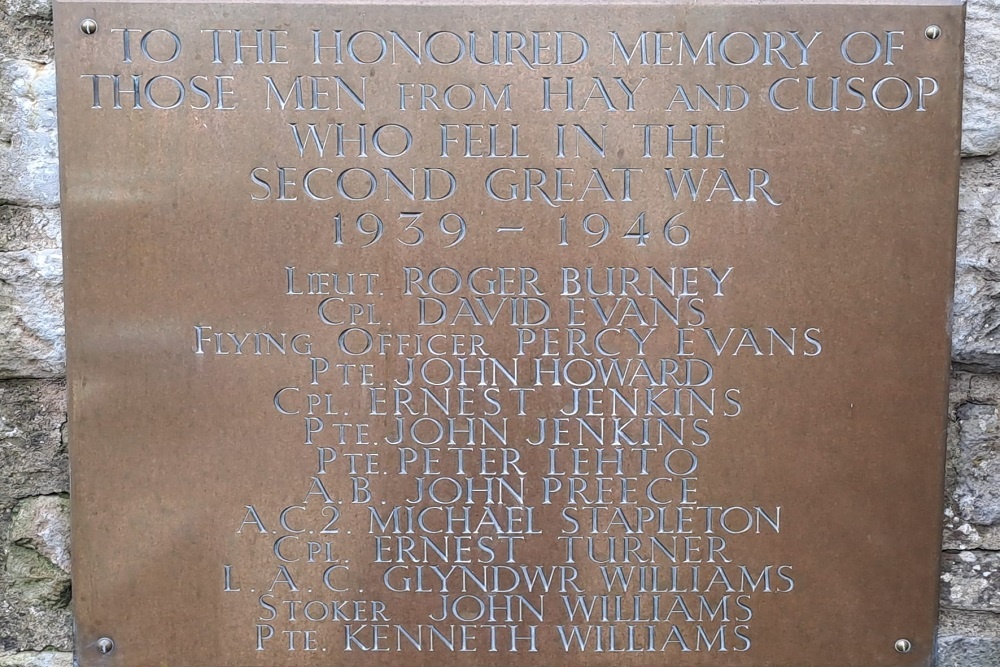 TO THE HONOURED MEMORY OF
THOSE MEN FROM HAY AND CUSOP
WHO FELL IN THE
SECOND GREAT WAR
1939 - 1946
LIEUT. ROGER BURNEY
CPL. DAVID EVANS
FLYING OFFICER PERCY EVANS
PTE. JOHN HOWARD
CPL. ERNEST JENKINS
PTE. JOHN JENKINS
PTE. PETER LEHTO
A.B. JOHN PREECE
A.C.2. MICHAEL STAPLETON
CPL. ERNEST TURNER
L.A.C. GLYNDWR WILLIAMS
STOKER JOHN WILLIAMS
PTE. KENNETH WILLIAMS